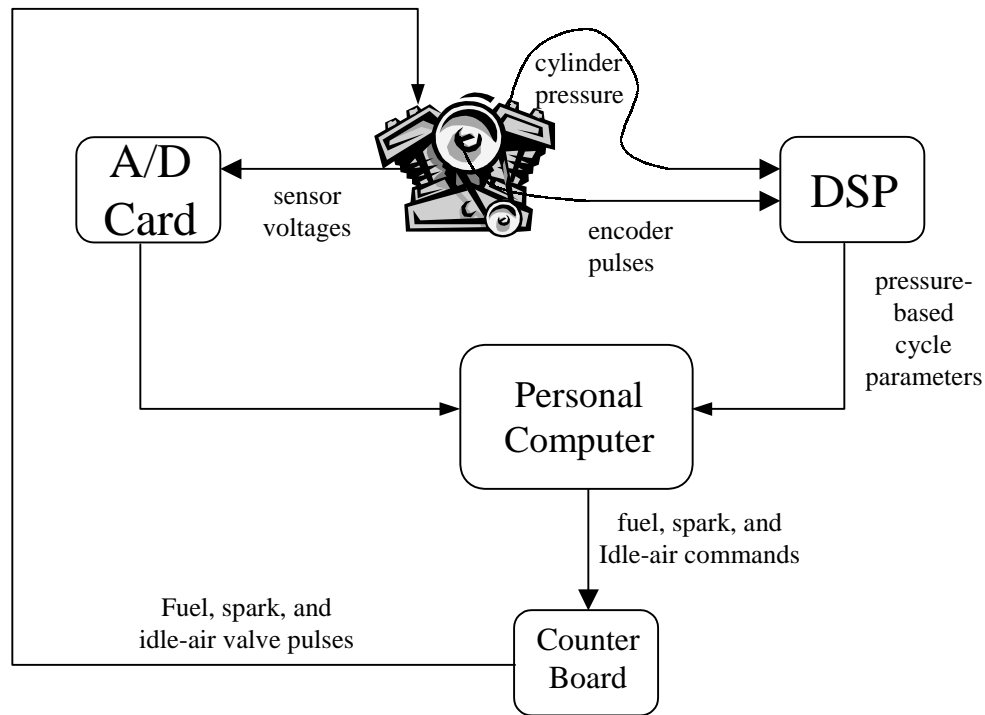 cylinder
pressure
A/D
Card
sensor
voltages
DSP
encoder
pulses
pressure-
based
cycle
parameters
Personal
Computer
fuel, spark, and
Idle-air commands
Fuel, spark, and
idle-air valve pulses
Counter
Board